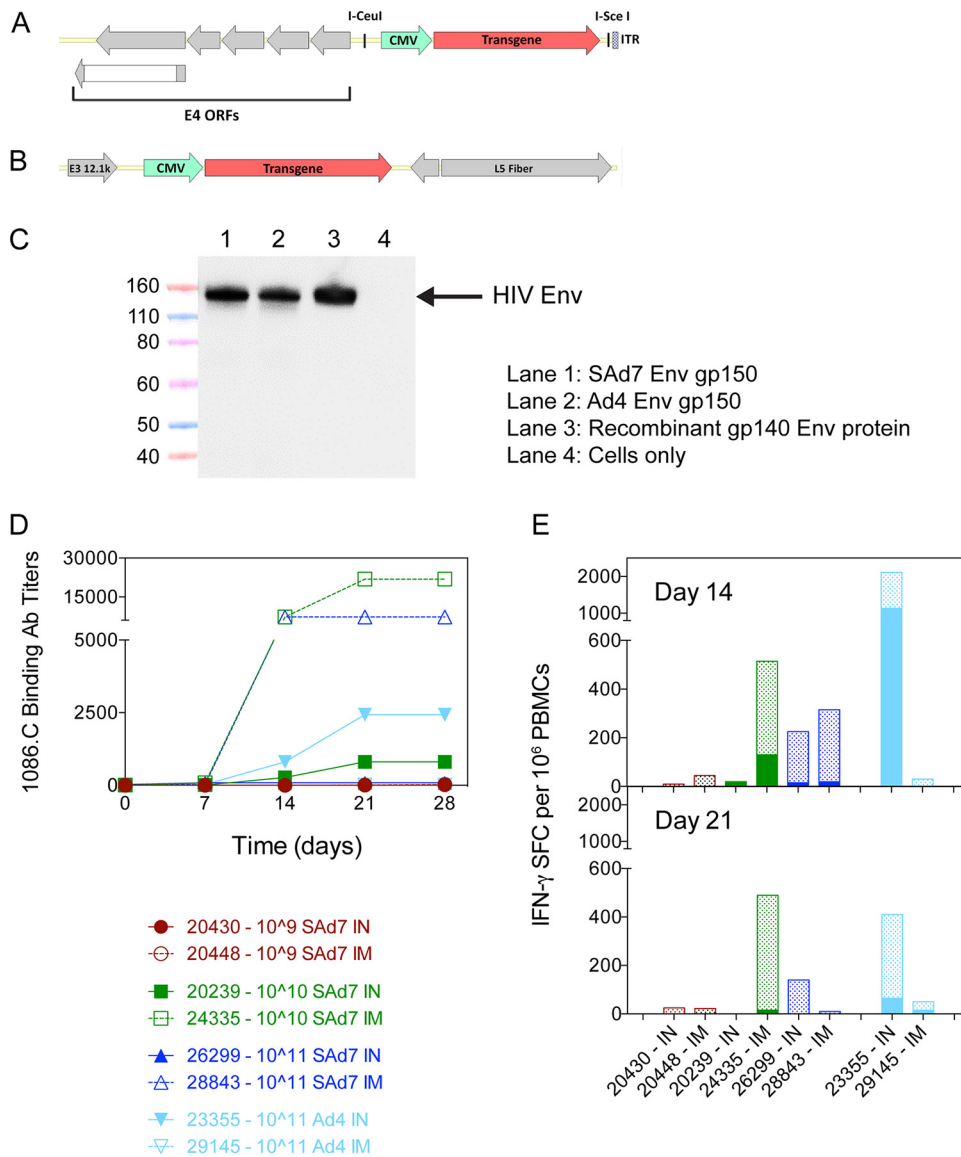 A
I-CeuI
I-Sce I
CMV
Transgene
ITR
E4 ORFs
B
E3 12.1k
CMV
Transgene
L5 Fiber
C
1 2 3 4
160
110
80
60
50
40
HIV Env
Lane 1: SAd7 Env gp150
Lane 2: Ad4 Env gp150
Lane 3: Recombinant gp140 Env protein
Lane 4: Cells only
D
1086.C Binding Ab Titers
30000
15000
5000
2500
0
0 7 14 21 28
Time (days)
20430 - 10^9 SAd7 IN
20448 - 10^9 SAd7 IM
20239 - 10^10 SAd7 IN
24335 - 10^10 SAd7 IM
26299 - 10^11 SAd7 IN
28843 - 10^11 SAd7 IM
23355 - 10^11 Ad4 IN
29145 - 10^11 Ad4 IM
E
IFN-γ SFC per 10⁶ PBMCs
Day 14
2000
1000
600
400
200
0
Day 21
2000
1000
600
400
200
0
20430 - IN
20448 - IM
20239 - IN
24335 - IM
26299 - IN
28843 - IM
23355 - IN
29145 - IM